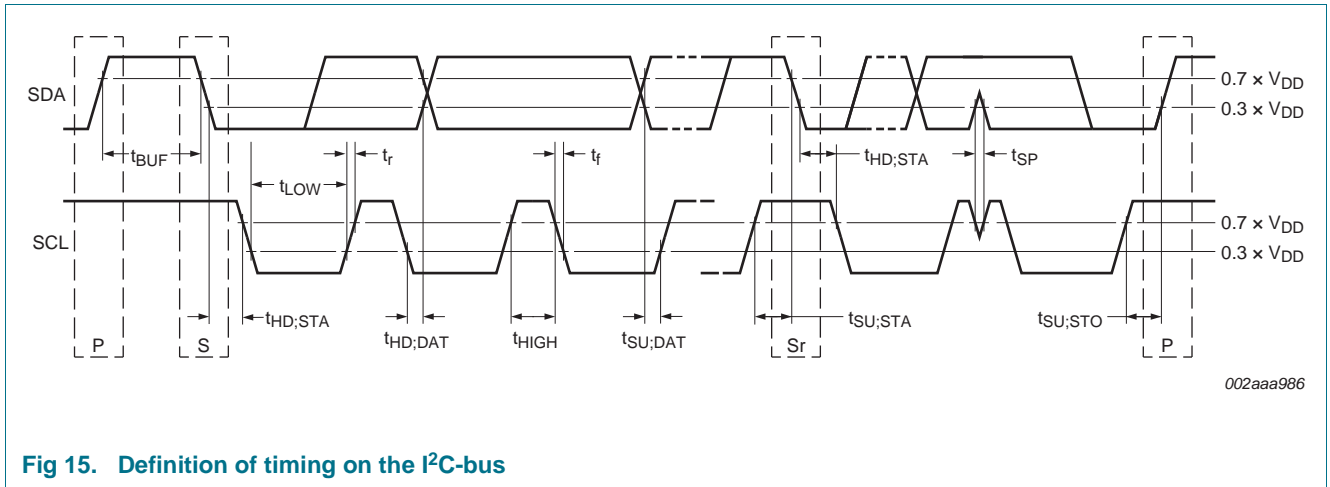 SDA
0.7 × VDD
0.3 × VDD
tBUF
tr
tf
tHD;STA
tSP
tLOW
SCL
0.7 × VDD
0.3 × VDD
tHD;STA
tHD;DAT
tHIGH
tSU;DAT
tSU;STA
tSU;STO
P
S
Sr
P
002aaa986
Fig 15. Definition of timing on the I²C-bus